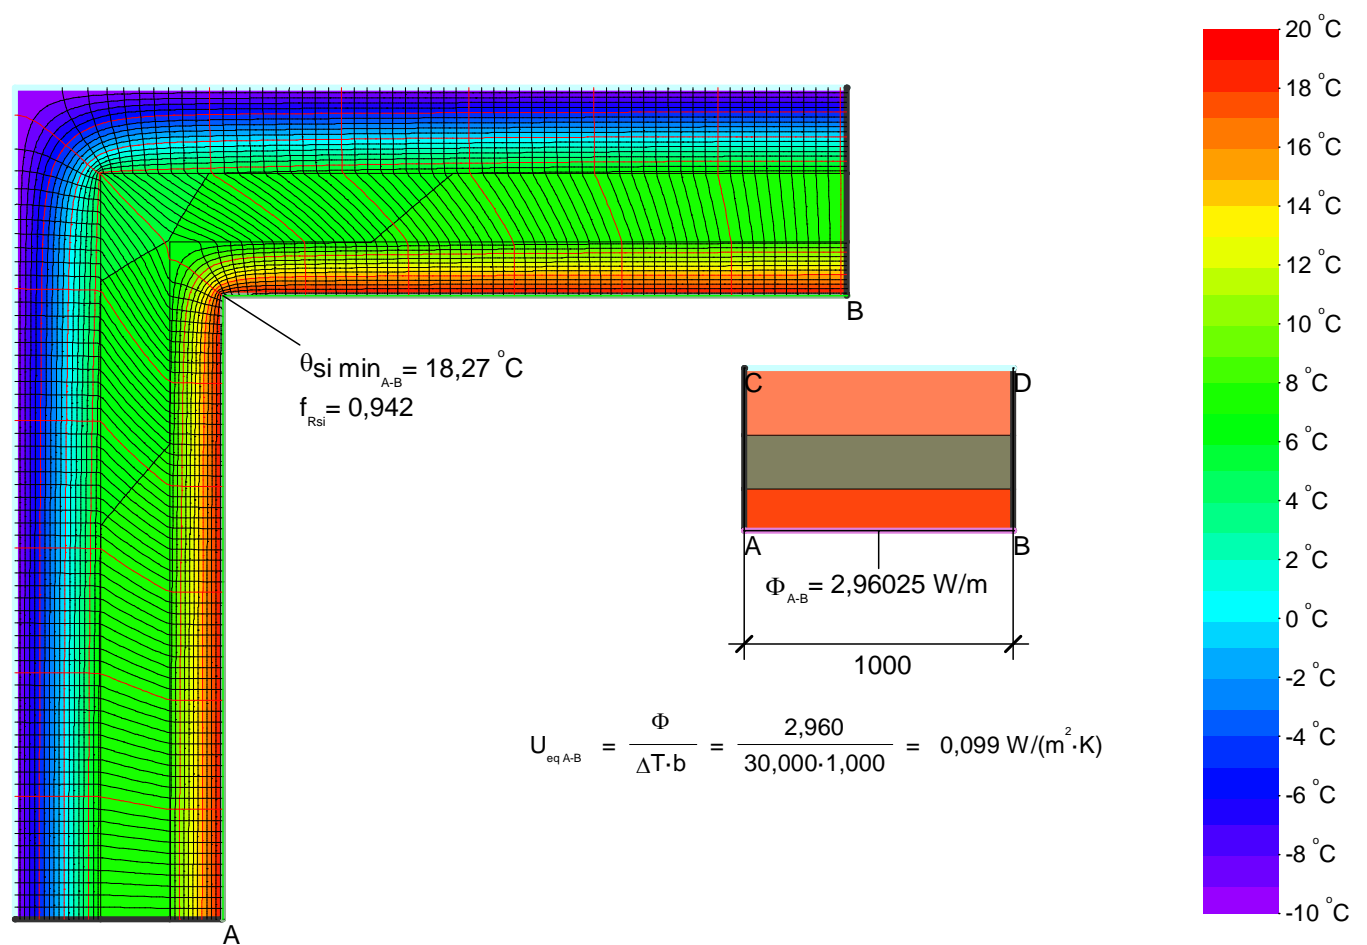 20 °C
18 °C
16 °C
14 °C
12 °C
10 °C
8 °C
6 °C
4 °C
2 °C
0 °C
-2 °C
-4 °C
-6 °C
-8 °C
-10 °C
B
θsi min A-B= 18,27 °C
fRsi= 0,942
A
C D
A B
ΦA-B= 2,96025 W/m
1000
Ueq A-B = Φ / ΔT·b = 2,960 / 30,000·1,000 = 0,099 W/(m²·K)